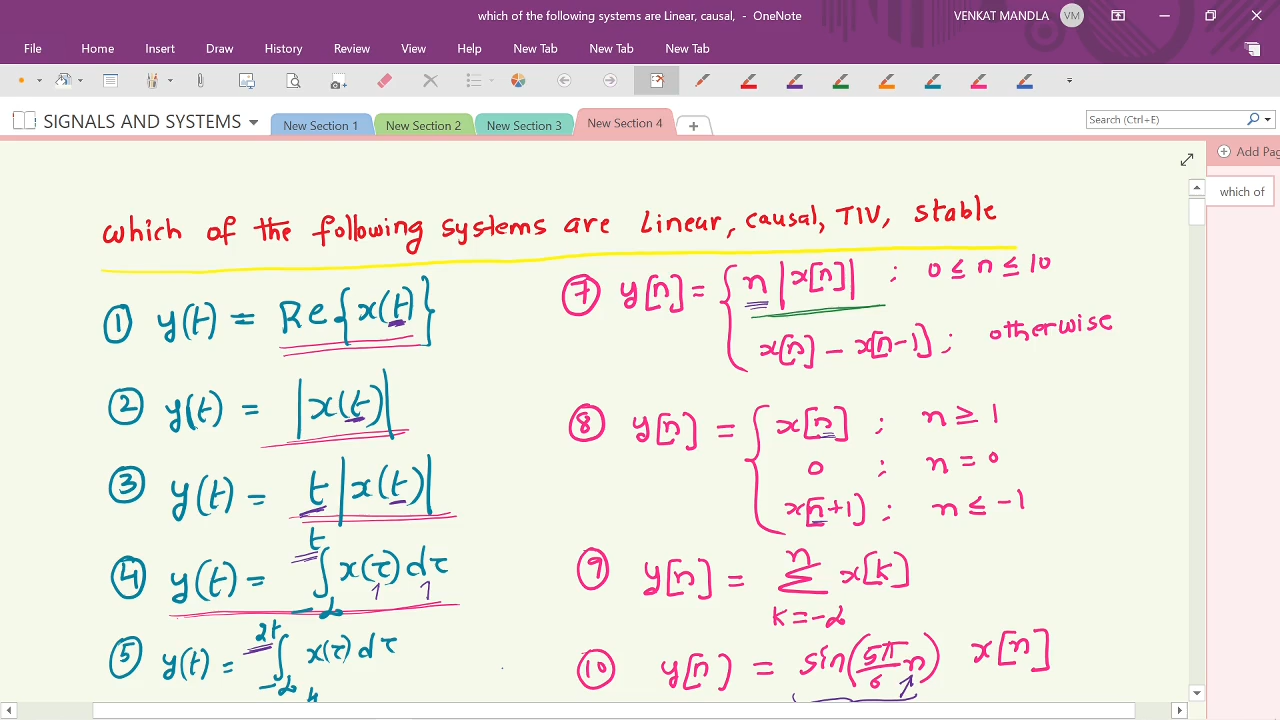 which of the following systems are Linear, causal, - OneNote
VENKAT MANDLA VM
File Home Insert Draw History Review View Help New Tab New Tab New Tab
SIGNALS AND SYSTEMS New Section 1 New Section 2 New Section 3 New Section 4
Search (Ctrl+E)
Add Pag
which of
which of the following systems are Linear, causal, TIV, stable
① y(t) = Re{x(t)}
② y(t) = |x(t)|
③ y(t) = t|x(t)|
④ y(t) = ∫_{-∞}^{t} x(τ)dτ
⑤ y(t) = ∫_{-∞}^{2t} x(τ)dτ
⑦ y[n] = { n|x[n]| ; 0 ≤ n ≤ 10
x[n] - x[n-1] ; otherwise
⑧ y[n] = { x[n] ; n ≥ 1
0 ; n = 0
x[n+1] ; n ≤ -1
⑨ y[n] = Σ_{k=-∞}^{n} x[k]
⑩ y[n] = sin(5π/6 n) x[n]